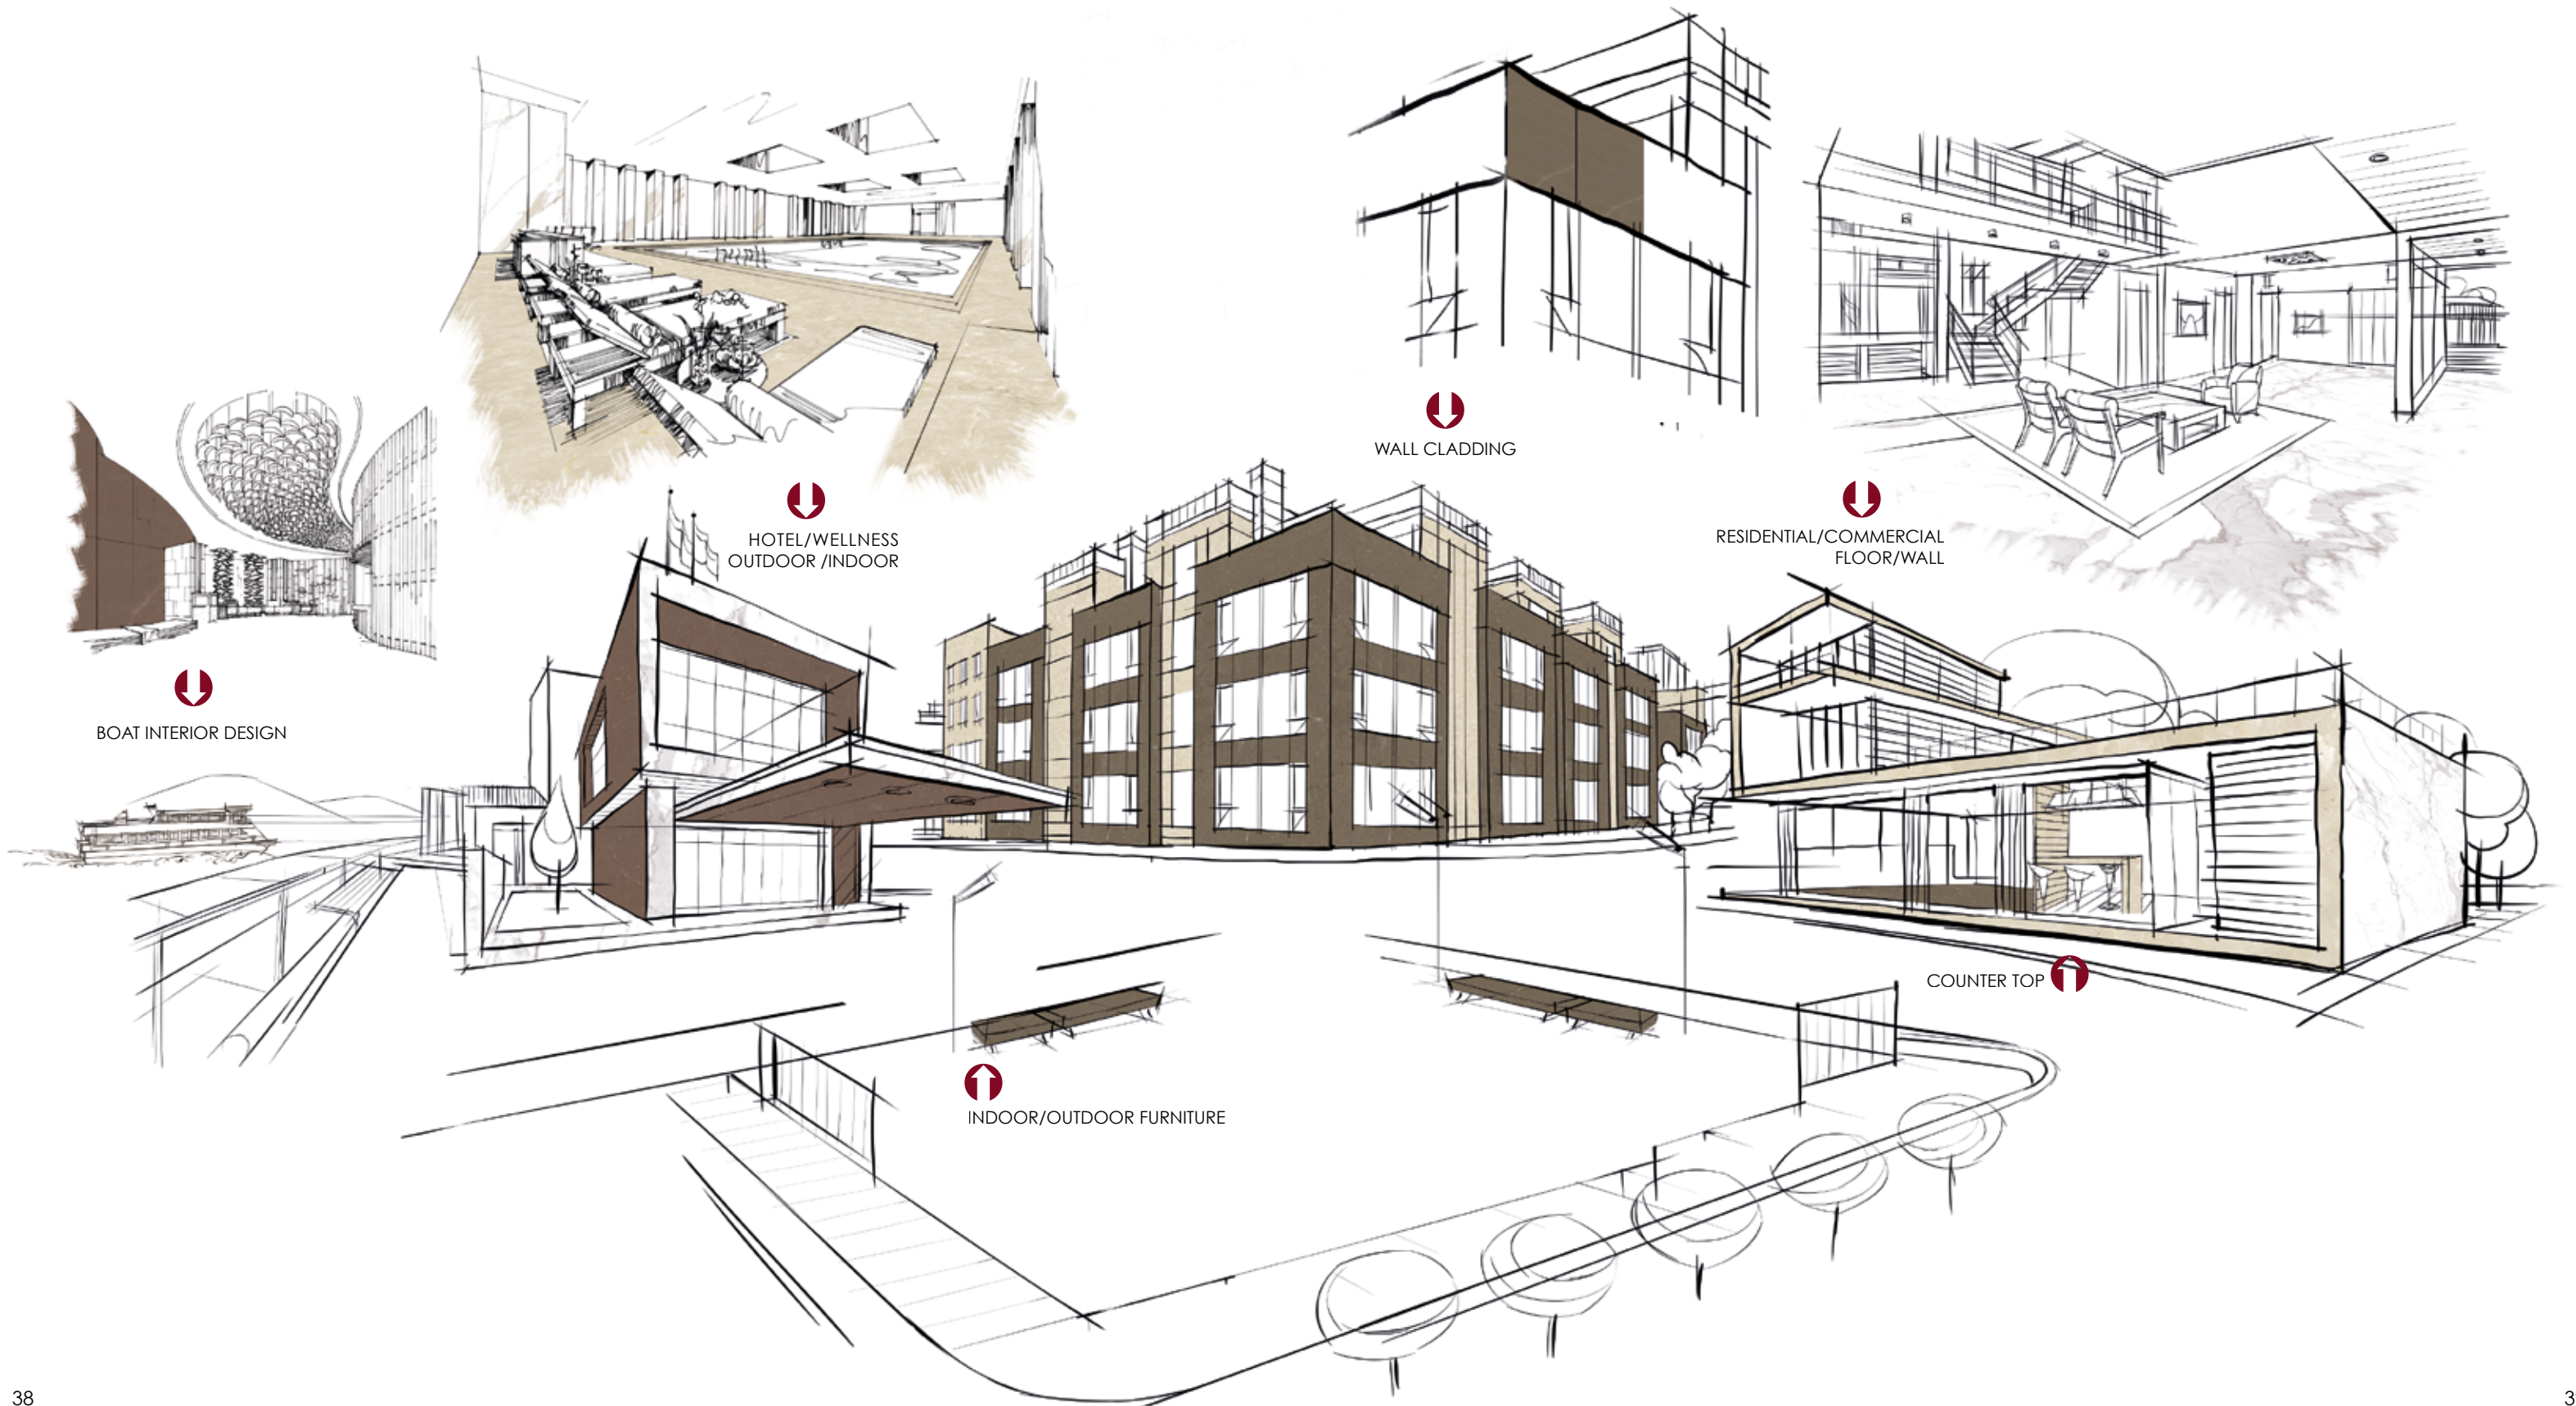 WALL CLADDING
HOTEL/WELLNESS
OUTDOOR /INDOOR
RESIDENTIAL/COMMERCIAL
FLOOR/WALL
BOAT INTERIOR DESIGN
COUNTER TOP
INDOOR/OUTDOOR FURNITURE
38
3